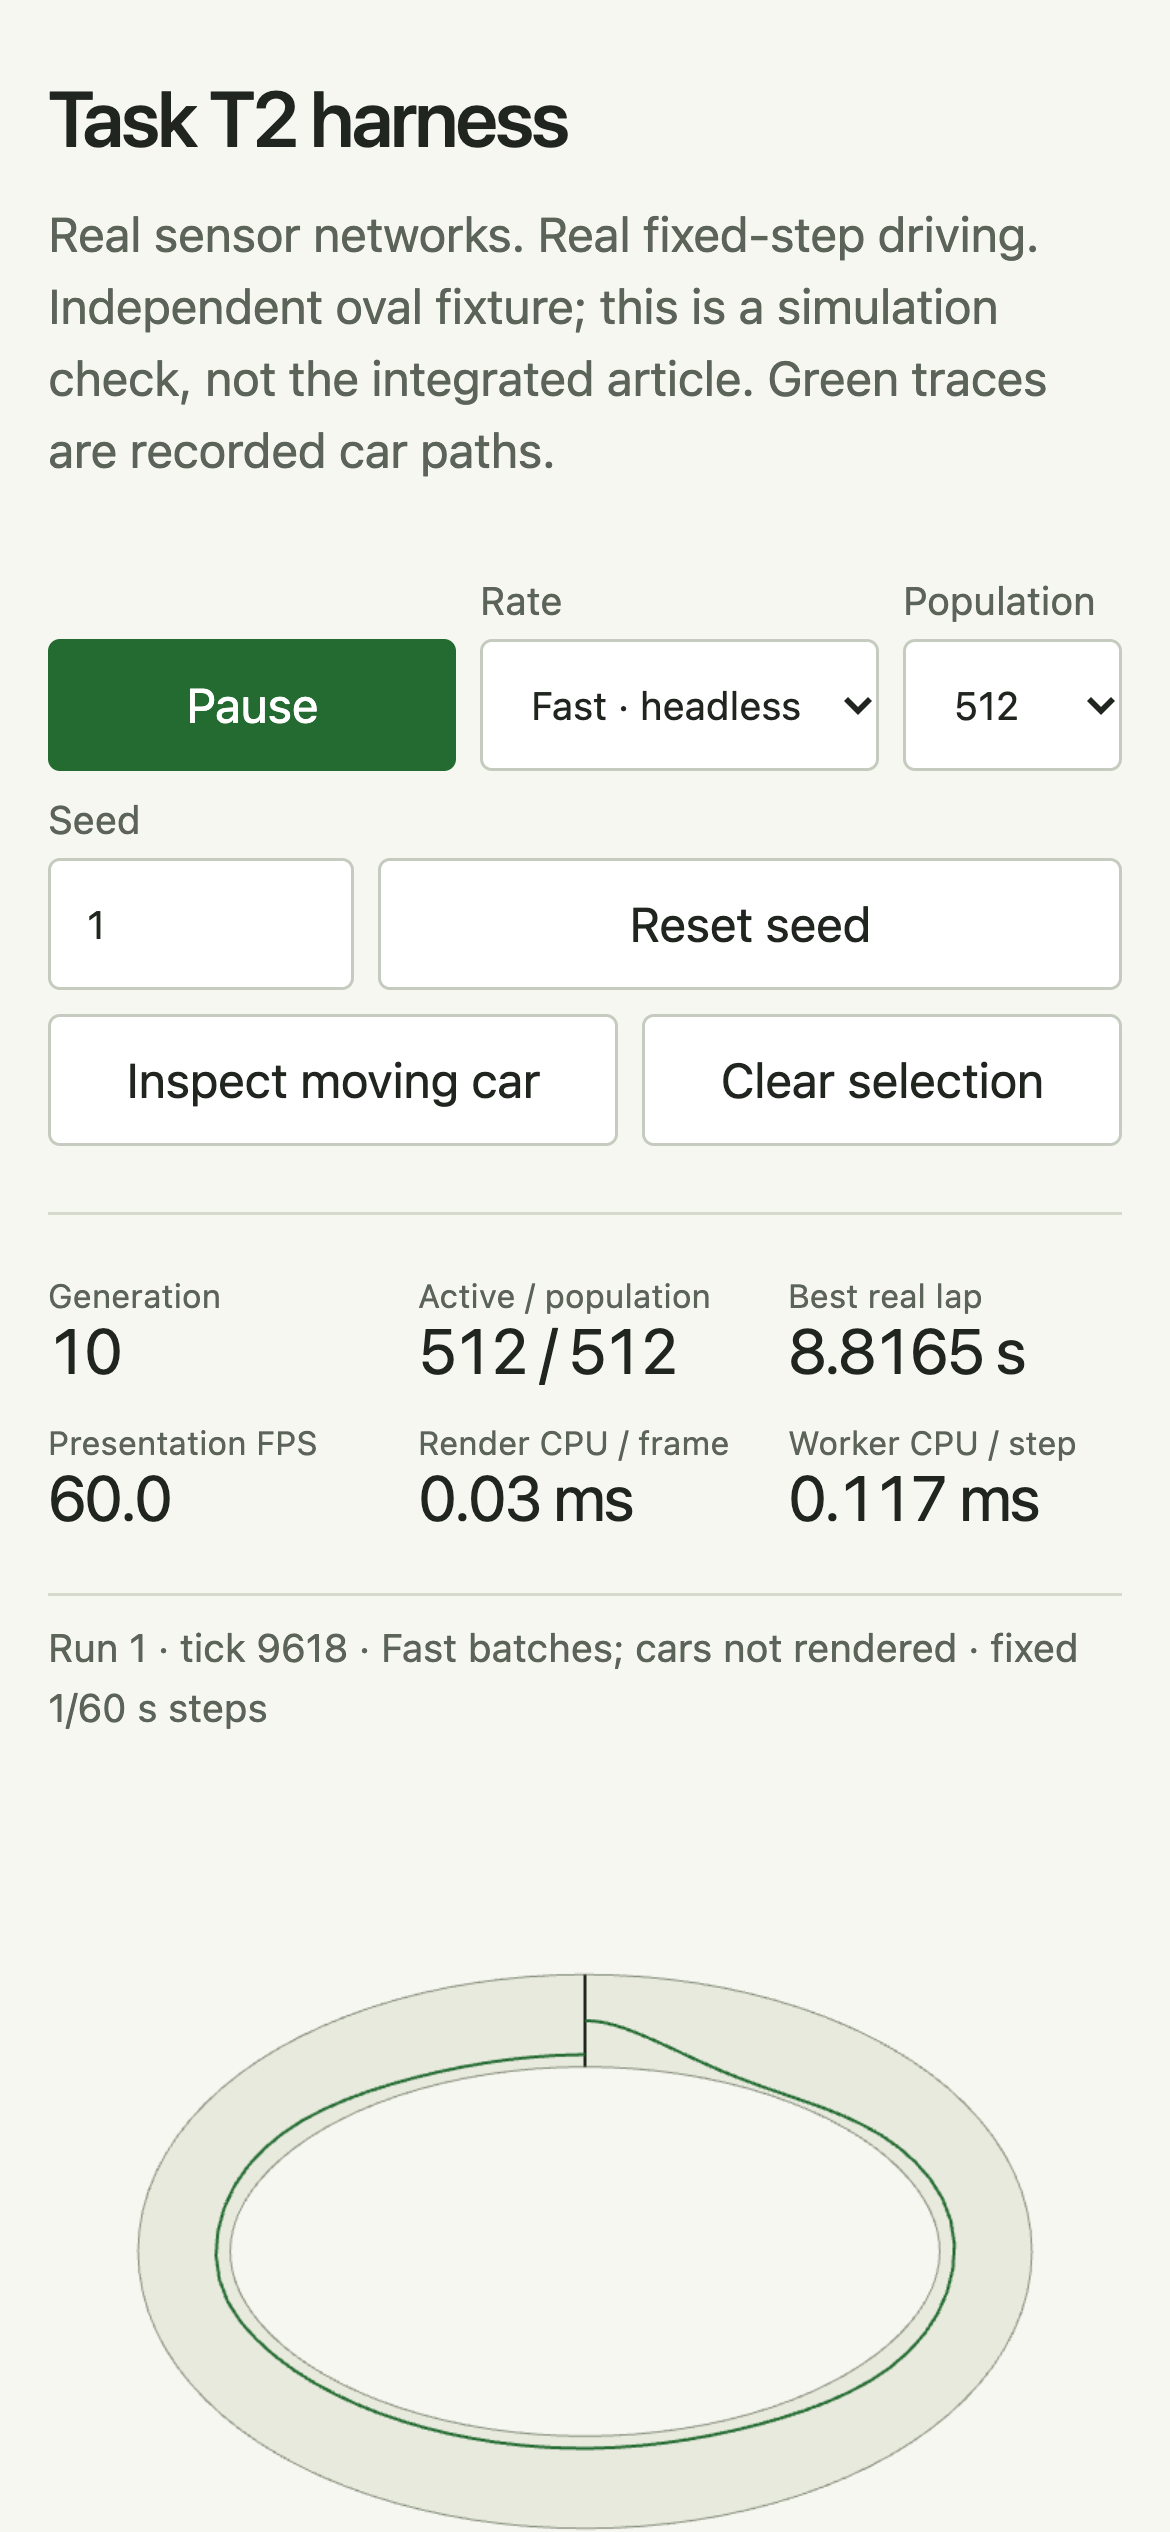 Task T2 harness
Real sensor networks. Real fixed-step driving.
Independent oval fixture; this is a simulation
check, not the integrated article. Green traces
are recorded car paths.
Rate
Population
Pause
Fast · headless
512
Seed
1
Reset seed
Inspect moving car
Clear selection
Generation
Active / population
Best real lap
10
512 / 512
8.8165 s
Presentation FPS
Render CPU / frame
Worker CPU / step
60.0
0.03 ms
0.117 ms
Run 1 · tick 9618 · Fast batches; cars not rendered · fixed
1/60 s steps